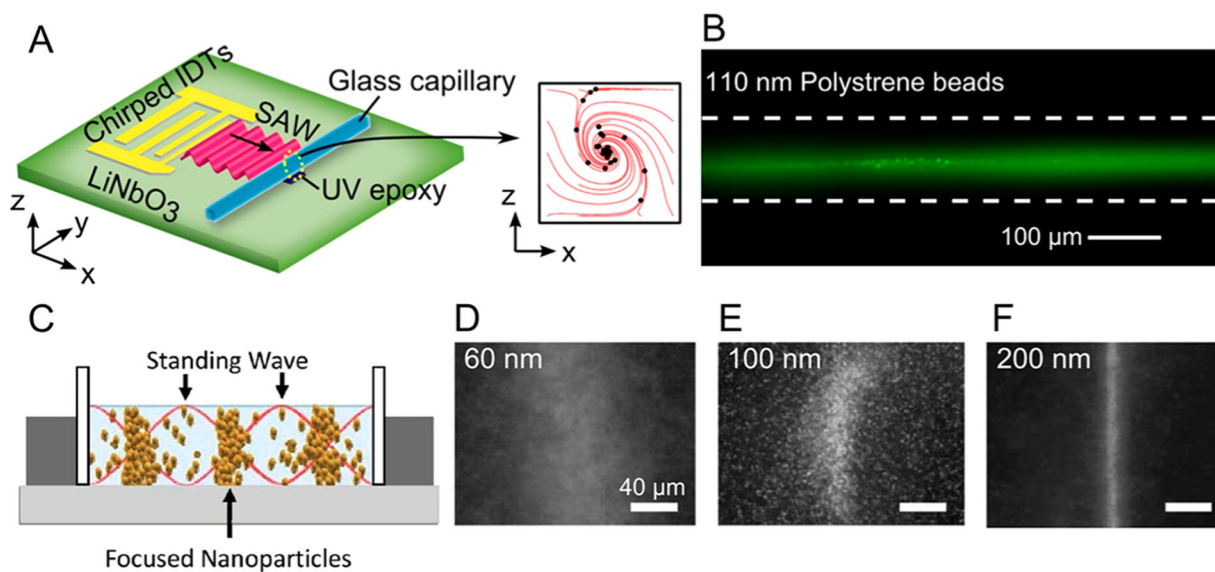 A
Chirped IDTs
SAW
Glass capillary
UV epoxy
LiNbO3
z
y
x
z
x
B
110 nm Polystrene beads
100 μm
C
Standing Wave
Focused Nanoparticles
D
60 nm
40 μm
E
100 nm
F
200 nm